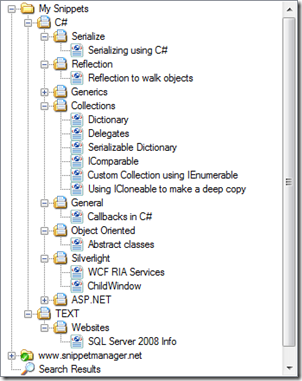 My Snippets
C#
Serialize
Serializing using C#
Reflection
Reflection to walk objects
Generics
Collections
Dictionary
Delegates
Serializable Dictionary
IComparable
Custom Collection using IEnumerable
Using ICloneable to make a deep copy
General
Callbacks in C#
Object Oriented
Abstract classes
Silverlight
WCF RIA Services
ChildWindow
ASP.NET
TEXT
Websites
SQL Server 2008 Info
www.snippetmanager.net
Search Results